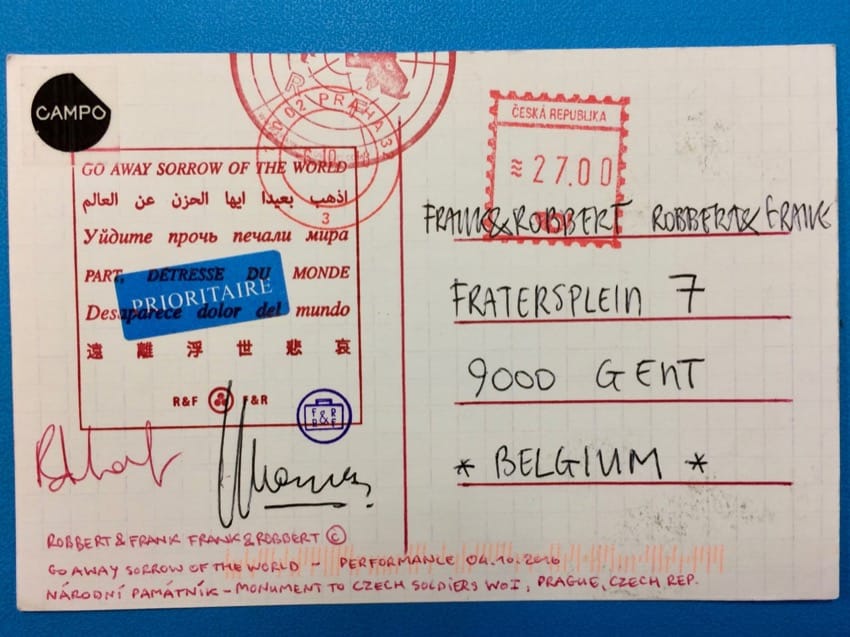 CAMPO
GO AWAY SORROW OF THE WORLD
إذهب بعيدا ايها الحزن عن العالم
Уйдите прочь печали мира
PART, DÉTRESSE DU MONDE
PRIORITAIRE
Desaparece dolor del mundo
遠 離 浮 世 悲 哀
R&F F&R
F&R
R&F
02 PRAHA 3
3
ČESKÁ REPUBLIKA
≈27.00
FRANK&ROBBERT ROBBERT&FRANK
FRATERSPLEIN 7
9000 GENT
* BELGIUM *
ROBBERT&FRANK FRANK&ROBBERT ©
GO AWAY SORROW OF THE WORLD – PERFORMANCE 04.10.2016
NÁRODNÍ PAMÁTNÍK – MONUMENT TO CZECH SOLDIERS WOI, PRAGUE, CZECH REP.